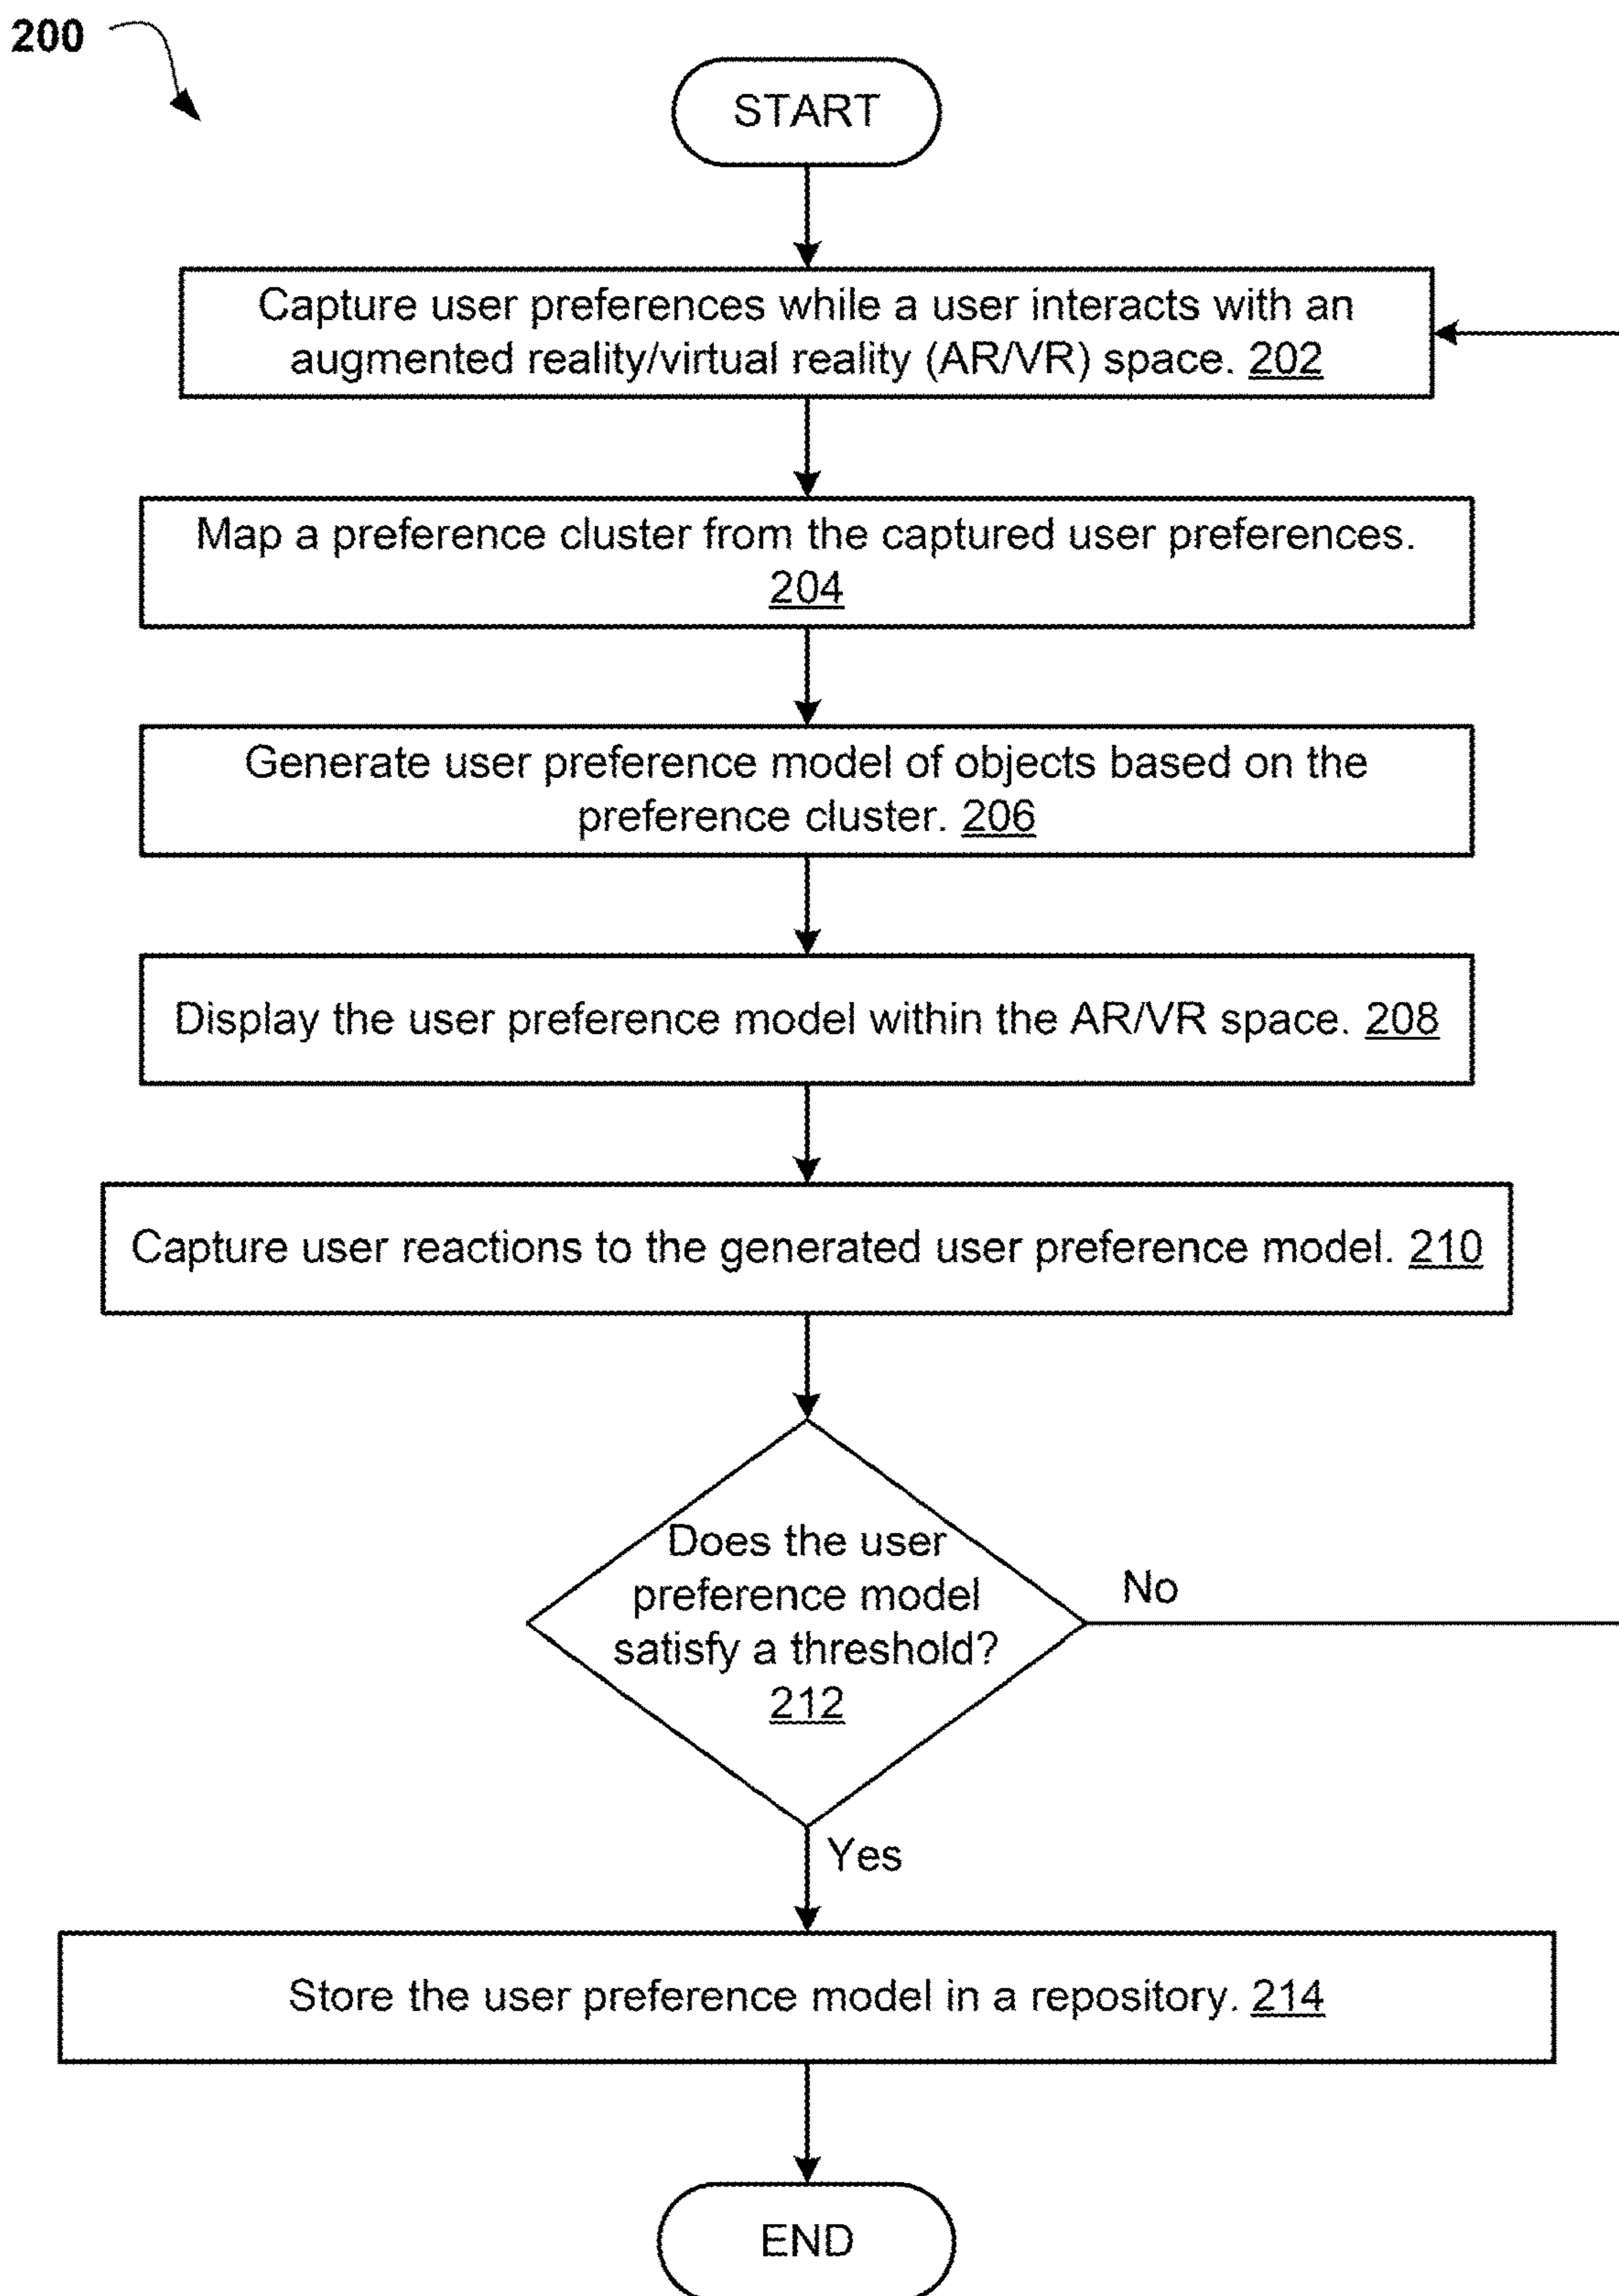 200
START
Capture user preferences while a user interacts with an
augmented reality/virtual reality (AR/VR) space. 202
Map a preference cluster from the captured user preferences.
204
Generate user preference model of objects based on the
preference cluster. 206
Display the user preference model within the AR/VR space. 208
Capture user reactions to the generated user preference model. 210
Does the user
preference model
satisfy a threshold?
212
No
Yes
Store the user preference model in a repository. 214
END